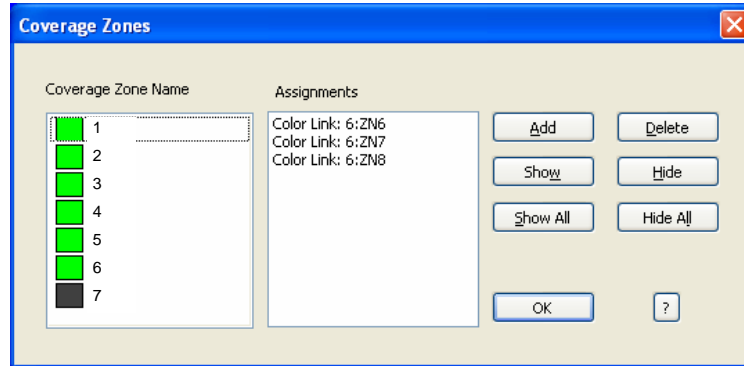 Coverage Zones
Coverage Zone Name
Assignments
1
2
3
4
5
6
7
Color Link: 6:ZN6
Color Link: 6:ZN7
Color Link: 6:ZN8
Add
Delete
Show
Hide
Show All
Hide All
OK
?